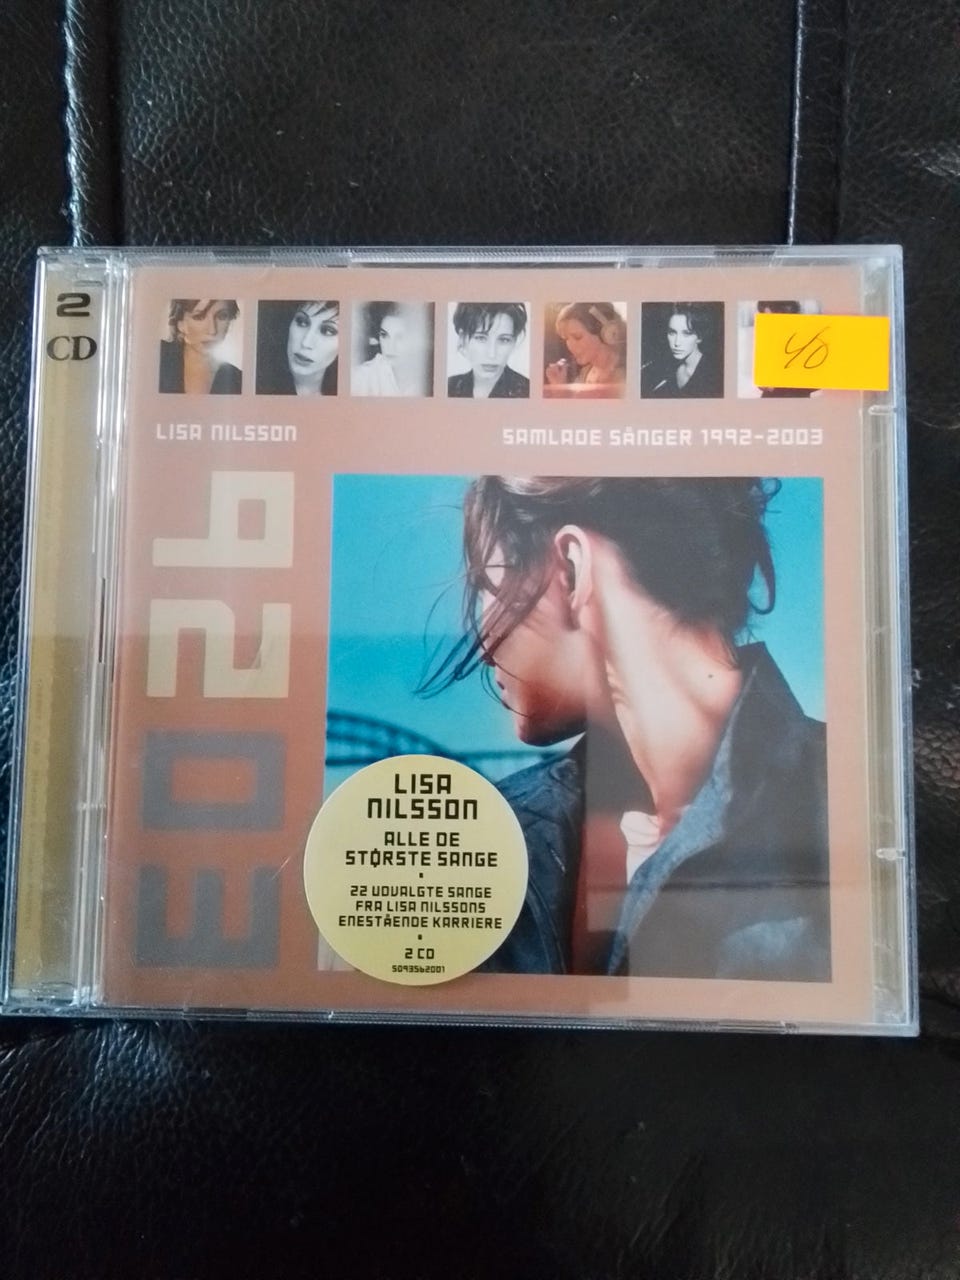 2
CD
40
LISA NILSSON
SAMLADE SÅNGER 1992-2003
9203
LISA
NILSSON
ALLE DE
STØRSTE SANGE
22 UDVALGTE SANGE
FRA LISA NILSSONS
ENESTÅENDE KARRIERE
2 CD
5093562001